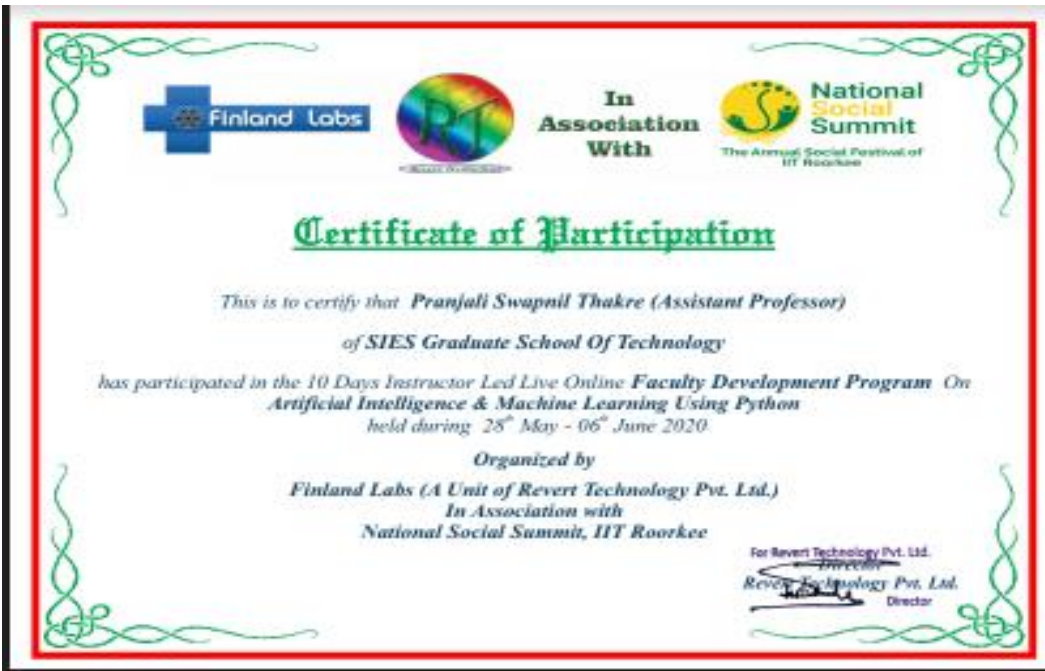 Finland Labs
RT
In
Association
With
National
Social
Summit
The Annual Social Festival of
IIT Roorkee
Certificate of Participation
This is to certify that Pranjali Swapnil Thakre (Assistant Professor)
of SIES Graduate School Of Technology
has participated in the 10 Days Instructor Led Live Online Faculty Development Program On
Artificial Intelligence & Machine Learning Using Python
held during 28th May - 06th June 2020
Organized by
Finland Labs (A Unit of Revert Technology Pvt. Ltd.)
In Association with
National Social Summit, IIT Roorkee
For Revert Technology Pvt. Ltd.
Director
Revert Technology Pvt. Ltd.
Director